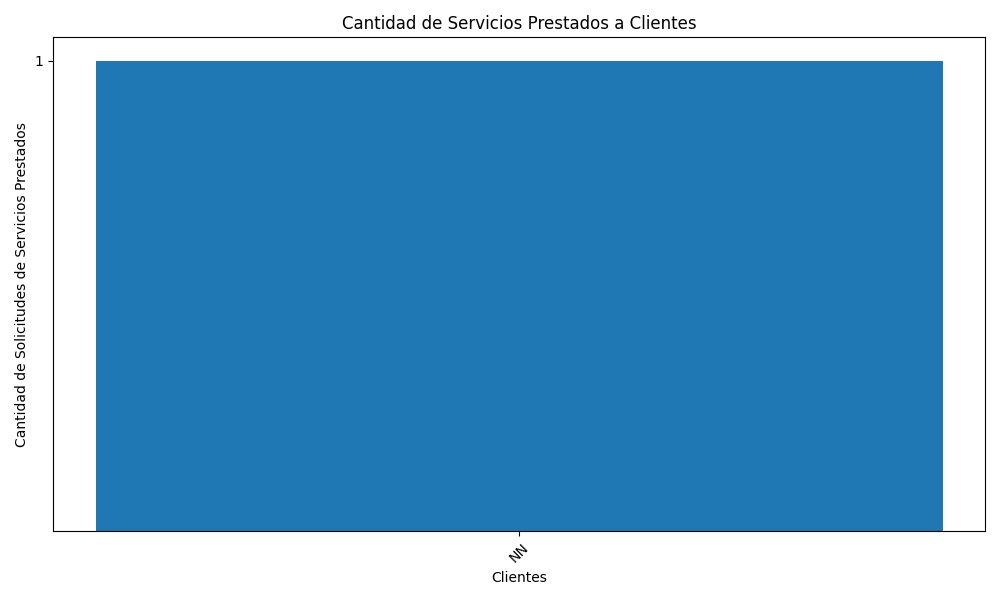 Cantidad de Servicios Prestados a Clientes
1
Cantidad de Solicitudes de Servicios Prestados
NN
Clientes